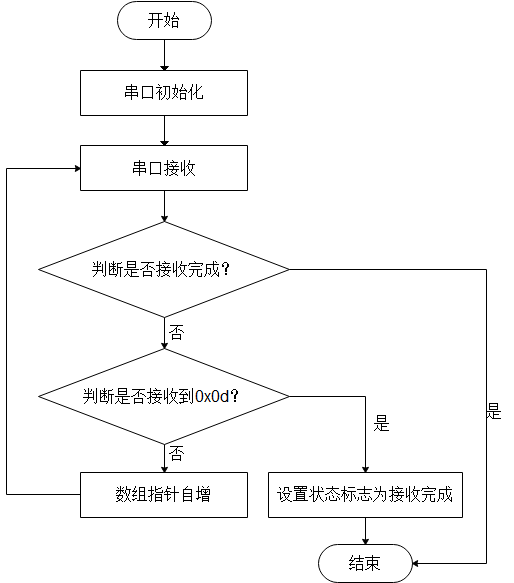 开始
串口初始化
串口接收
判断是否接收完成？
否
判断是否接收到0x0d？
是
是
否
数组指针自增
设置状态标志为接收完成
结束